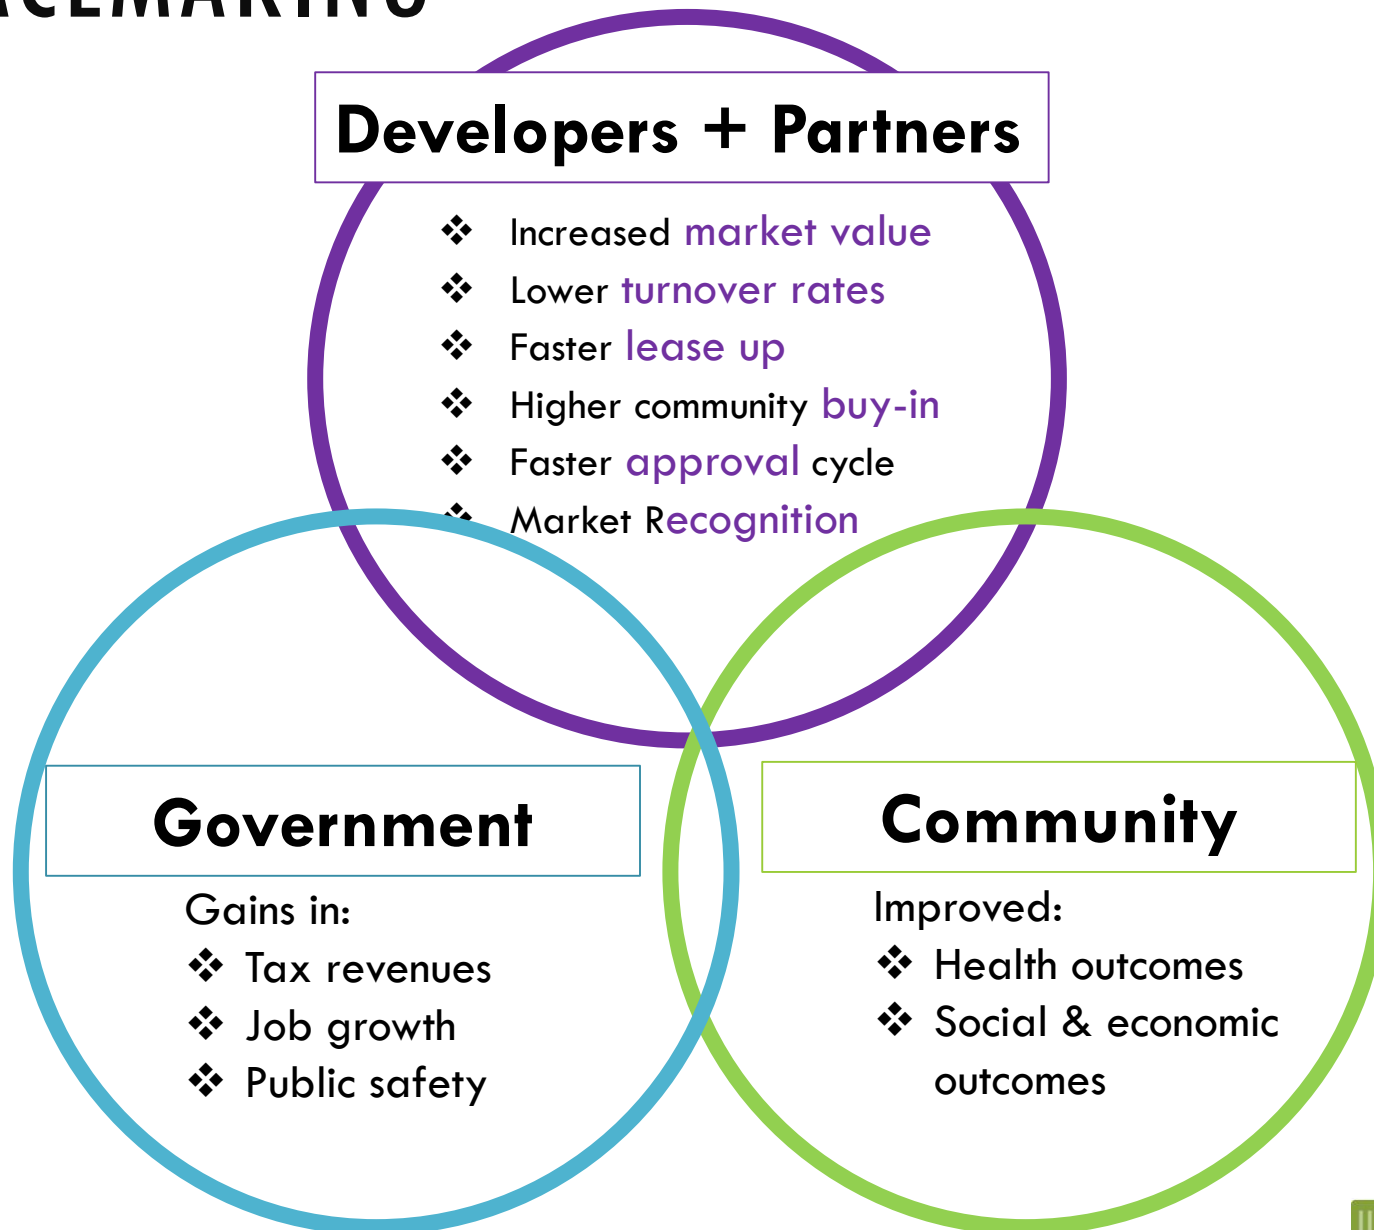 ACEMAKING
Developers + Partners
❖ Increased market value
❖ Lower turnover rates
❖ Faster lease up
❖ Higher community buy-in
❖ Faster approval cycle
❖ Market Recognition
Government
Gains in:
❖ Tax revenues
❖ Job growth
❖ Public safety
Community
Improved:
❖ Health outcomes
❖ Social & economic
outcomes